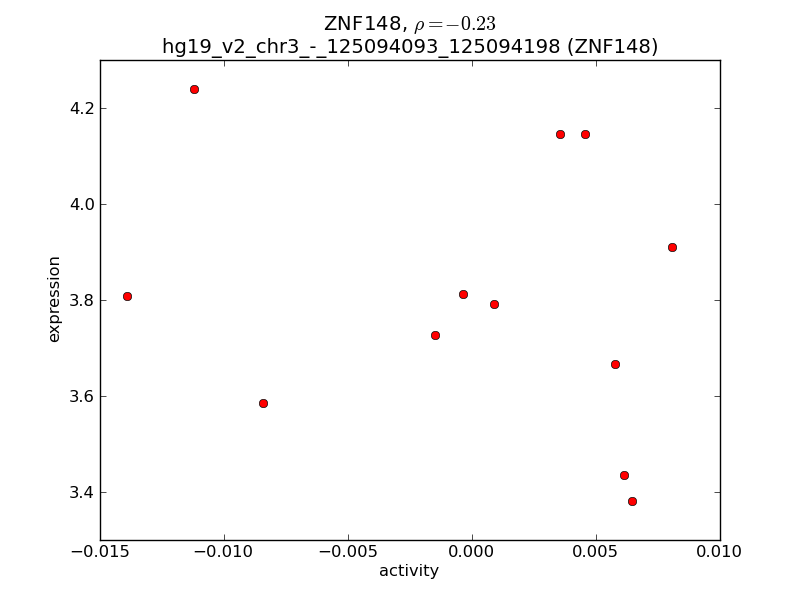 ZNF148, ρ = −0.23
hg19_v2_chr3_-_125094093_125094198 (ZNF148)
4.2
4.0
3.8
3.6
3.4
expression
−0.015 −0.010 −0.005 0.000 0.005 0.010
activity